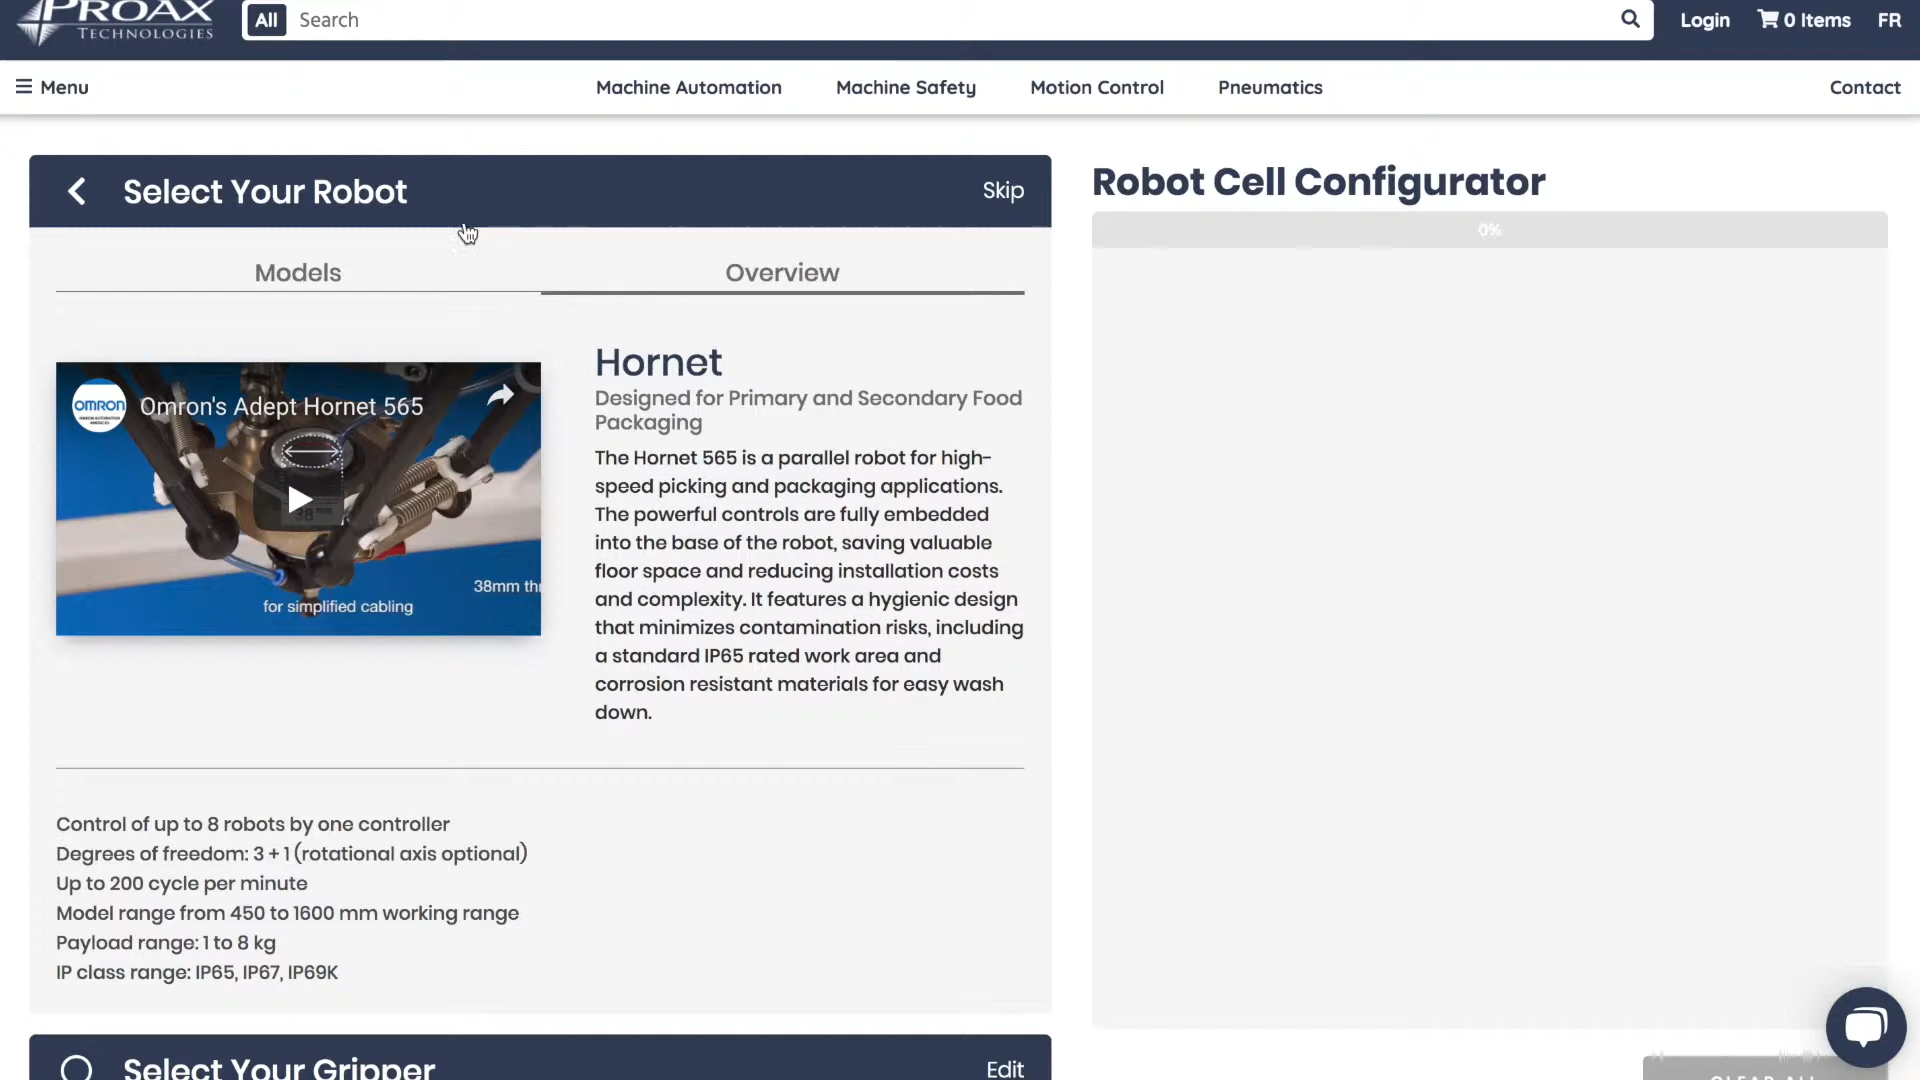 PROAX
TECHNOLOGIES
All Search
Login 0 Items FR
Menu Machine Automation Machine Safety Motion Control Pneumatics Contact
Select Your Robot Skip
Models Overview
OMRON Omron's Adept Hornet 565
38mm
for simplified cabling
Hornet
Designed for Primary and Secondary Food
Packaging
The Hornet 565 is a parallel robot for high-
speed picking and packaging applications.
The powerful controls are fully embedded
into the base of the robot, saving valuable
floor space and reducing installation costs
and complexity. It features a hygienic design
that minimizes contamination risks, including
a standard IP65 rated work area and
corrosion resistant materials for easy wash
down.
Control of up to 8 robots by one controller
Degrees of freedom: 3 + 1 (rotational axis optional)
Up to 200 cycle per minute
Model range from 450 to 1600 mm working range
Payload range: 1 to 8 kg
IP class range: IP65, IP67, IP69K
Select Your Gripper Edit
Robot Cell Configurator
0%